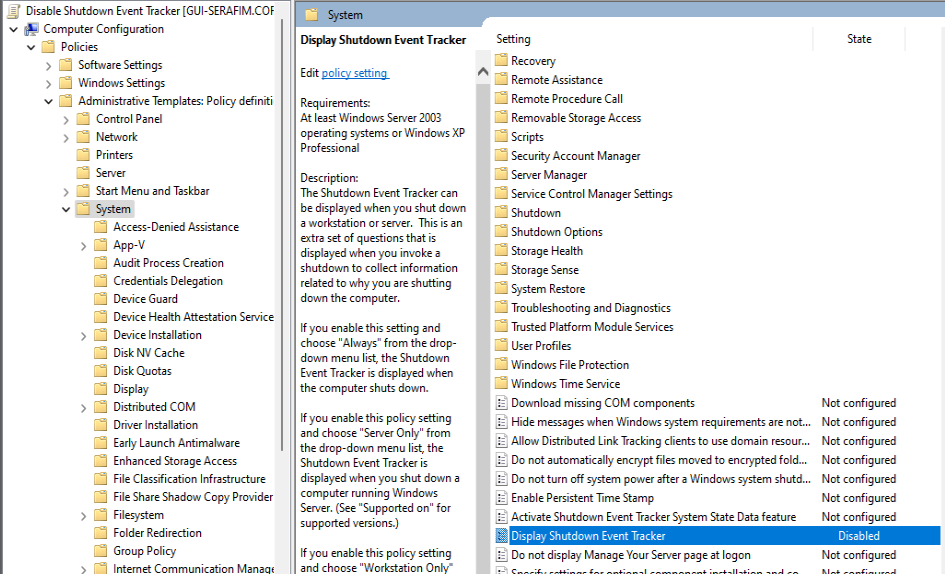 Disable Shutdown Event Tracker [GUI-SERAFIM.COR
Computer Configuration
Policies
Software Settings
Windows Settings
Administrative Templates: Policy definiti
Control Panel
Network
Printers
Server
Start Menu and Taskbar
System
Access-Denied Assistance
App-V
Audit Process Creation
Credentials Delegation
Device Guard
Device Health Attestation Service
Device Installation
Disk NV Cache
Disk Quotas
Display
Distributed COM
Driver Installation
Early Launch Antimalware
Enhanced Storage Access
File Classification Infrastructure
File Share Shadow Copy Provider
Filesystem
Folder Redirection
Group Policy
Internet Communication Manage
System
Display Shutdown Event Tracker
Edit policy setting
Requirements:
At least Windows Server 2003
operating systems or Windows XP
Professional
Description:
The Shutdown Event Tracker can
be displayed when you shut down
a workstation or server.  This is an
extra set of questions that is
displayed when you invoke a
shutdown to collect information
related to why you are shutting
down the computer.
If you enable this setting and
choose "Always" from the drop-
down menu list, the Shutdown
Event Tracker is displayed when
the computer shuts down.
If you enable this policy setting
and choose "Server Only" from
the drop-down menu list, the
Shutdown Event Tracker is
displayed when you shut down a
computer running Windows
Server. (See "Supported on" for
supported versions.)
If you enable this policy setting
and choose "Workstation Only"
Setting State
Recovery
Remote Assistance
Remote Procedure Call
Removable Storage Access
Scripts
Security Account Manager
Server Manager
Service Control Manager Settings
Shutdown
Shutdown Options
Storage Health
Storage Sense
System Restore
Troubleshooting and Diagnostics
Trusted Platform Module Services
User Profiles
Windows File Protection
Windows Time Service
Download missing COM components Not configured
Hide messages when Windows system requirements are not... Not configured
Allow Distributed Link Tracking clients to use domain resour... Not configured
Do not automatically encrypt files moved to encrypted fold... Not configured
Do not turn off system power after a Windows system shutd... Not configured
Enable Persistent Time Stamp Not configured
Activate Shutdown Event Tracker System State Data feature Not configured
Display Shutdown Event Tracker Disabled
Do not display Manage Your Server page at logon Not configured
Specify settings for optional component installation and co... Not configured